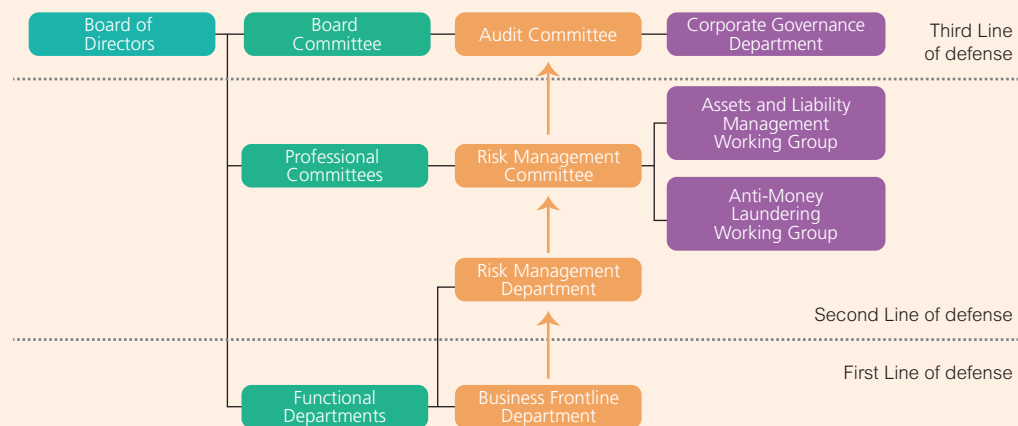 Board of
Directors
Board
Committee
Audit Committee
Corporate Governance
Department
Third Line
of defense
Assets and Liability
Management
Working Group
Professional
Committees
Risk Management
Committee
Anti-Money
Laundering
Working Group
Risk Management
Department
Second Line of defense
First Line of defense
Functional
Departments
Business Frontline
Department